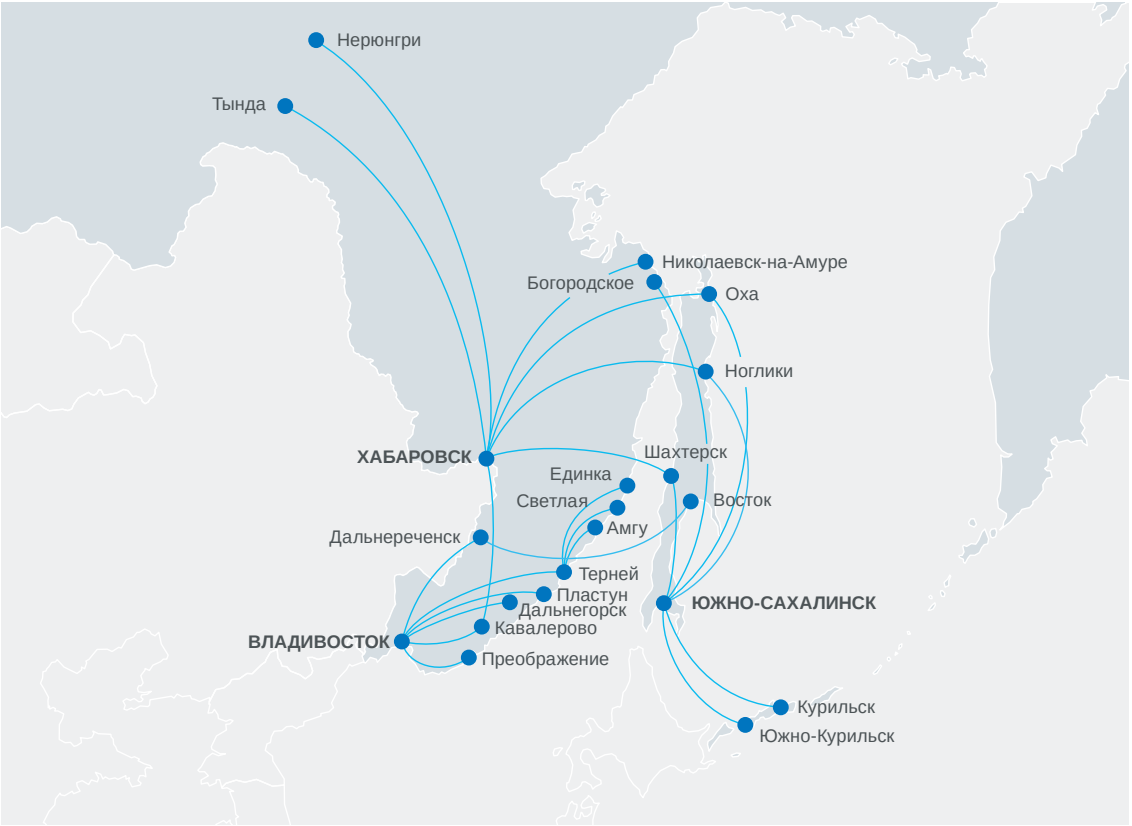 Нерюнгри
Тында
Николаевск-на-Амуре
Богородское
Оха
Ноглики
Шахтерск
ХАБАРОВСК
Единка
Светлая
Восток
Амгу
Дальнереченск
Терней
Пластун
ЮЖНО-САХАЛИНСК
Дальнегорск
Кавалерово
ВЛАДИВОСТОК
Преображение
Курильск
Южно-Курильск